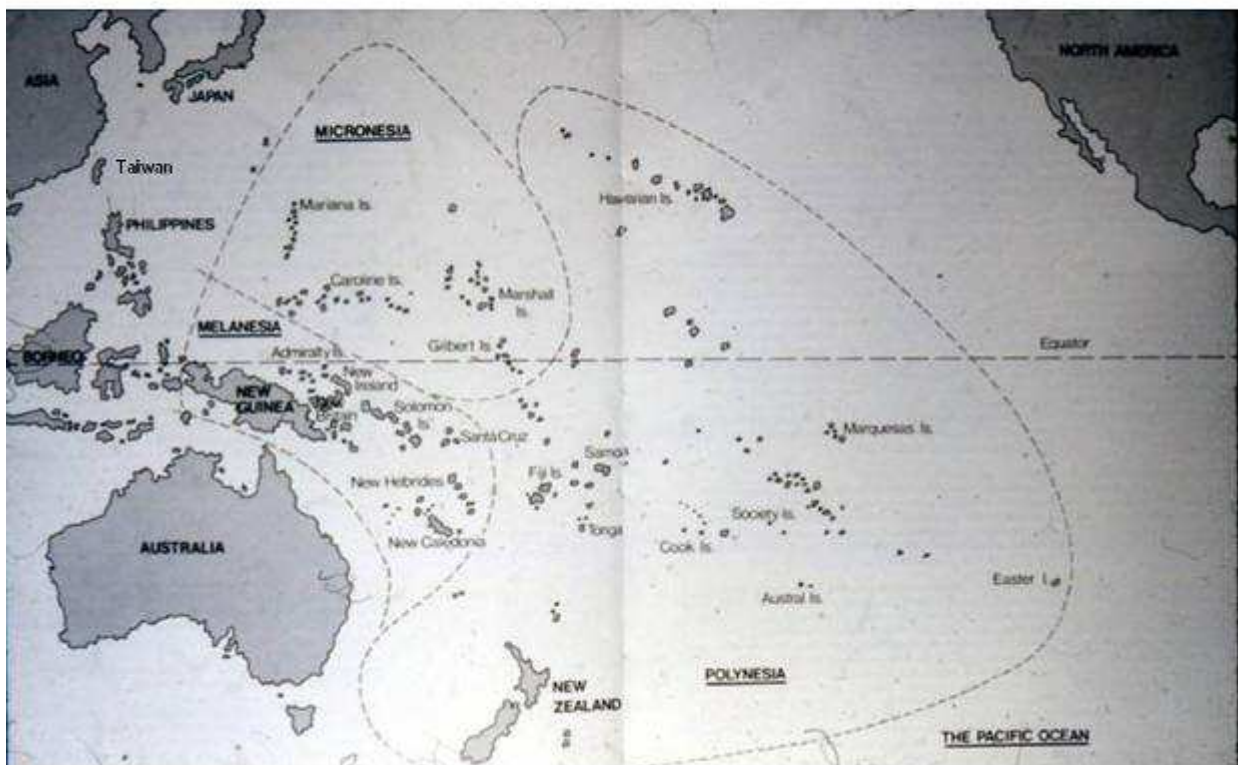 NORTH AMERICA
ASIA
JAPAN
MICRONESIA
Taiwan
Hawaiian Is.
Mariana Is.
PHILIPPINES
Caroline Is.
Marshall
Is.
MELANESIA
Equator
Gilbert Is.
Admiralty Is.
BORNEO
New
Ireland
NEW
GUINEA
Solomon
Is.
Marquesas Is.
Santa Cruz
Samoa
Fiji Is.
New Hebrides
Society Is.
Tonga
New Caledonia
AUSTRALIA
Cook Is.
Easter I.
Austral Is.
POLYNESIA
NEW
ZEALAND
THE PACIFIC OCEAN